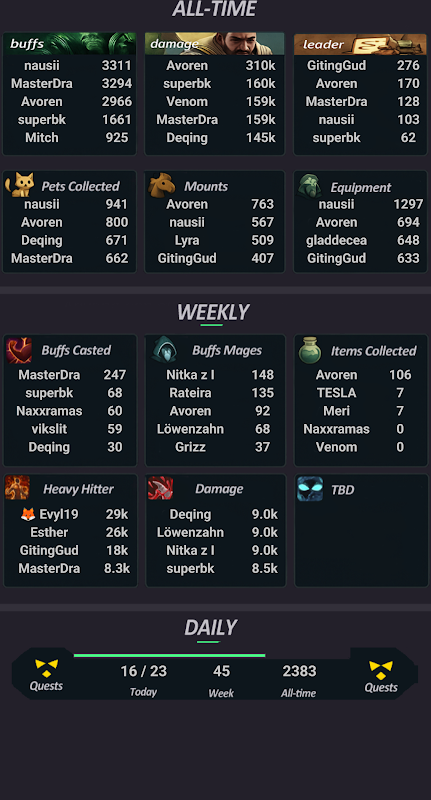 ALL-TIME
buffs
nausii 3311
MasterDra 3294
Avoren 2966
superbk 1661
Mitch 925
damage
Avoren 310k
superbk 160k
Venom 159k
MasterDra 159k
Deqing 145k
leader
GitingGud 276
Avoren 170
MasterDra 128
nausii 103
superbk 62
Pets Collected
nausii 941
Avoren 800
Deqing 671
MasterDra 662
Mounts
Avoren 763
nausii 567
Lyra 509
GitingGud 407
Equipment
nausii 1297
Avoren 694
gladdecea 648
GitingGud 633
WEEKLY
Buffs Casted
MasterDra 247
superbk 68
Naxxramas 60
vikslit 59
Deqing 30
Buffs Mages
Nitka z l 148
Rateira 135
Avoren 92
Löwenzahn 68
Grizz 37
Items Collected
Avoren 106
TESLA 7
Meri 7
Naxxramas 0
Venom 0
Heavy Hitter
🦊 Evyl19 29k
Esther 26k
GitingGud 18k
MasterDra 8.3k
Damage
Deqing 9.0k
Löwenzahn 9.0k
Nitka z l 9.0k
superbk 8.5k
TBD
DAILY
Quests
16 / 23
Today
45
Week
2383
All-time
Quests